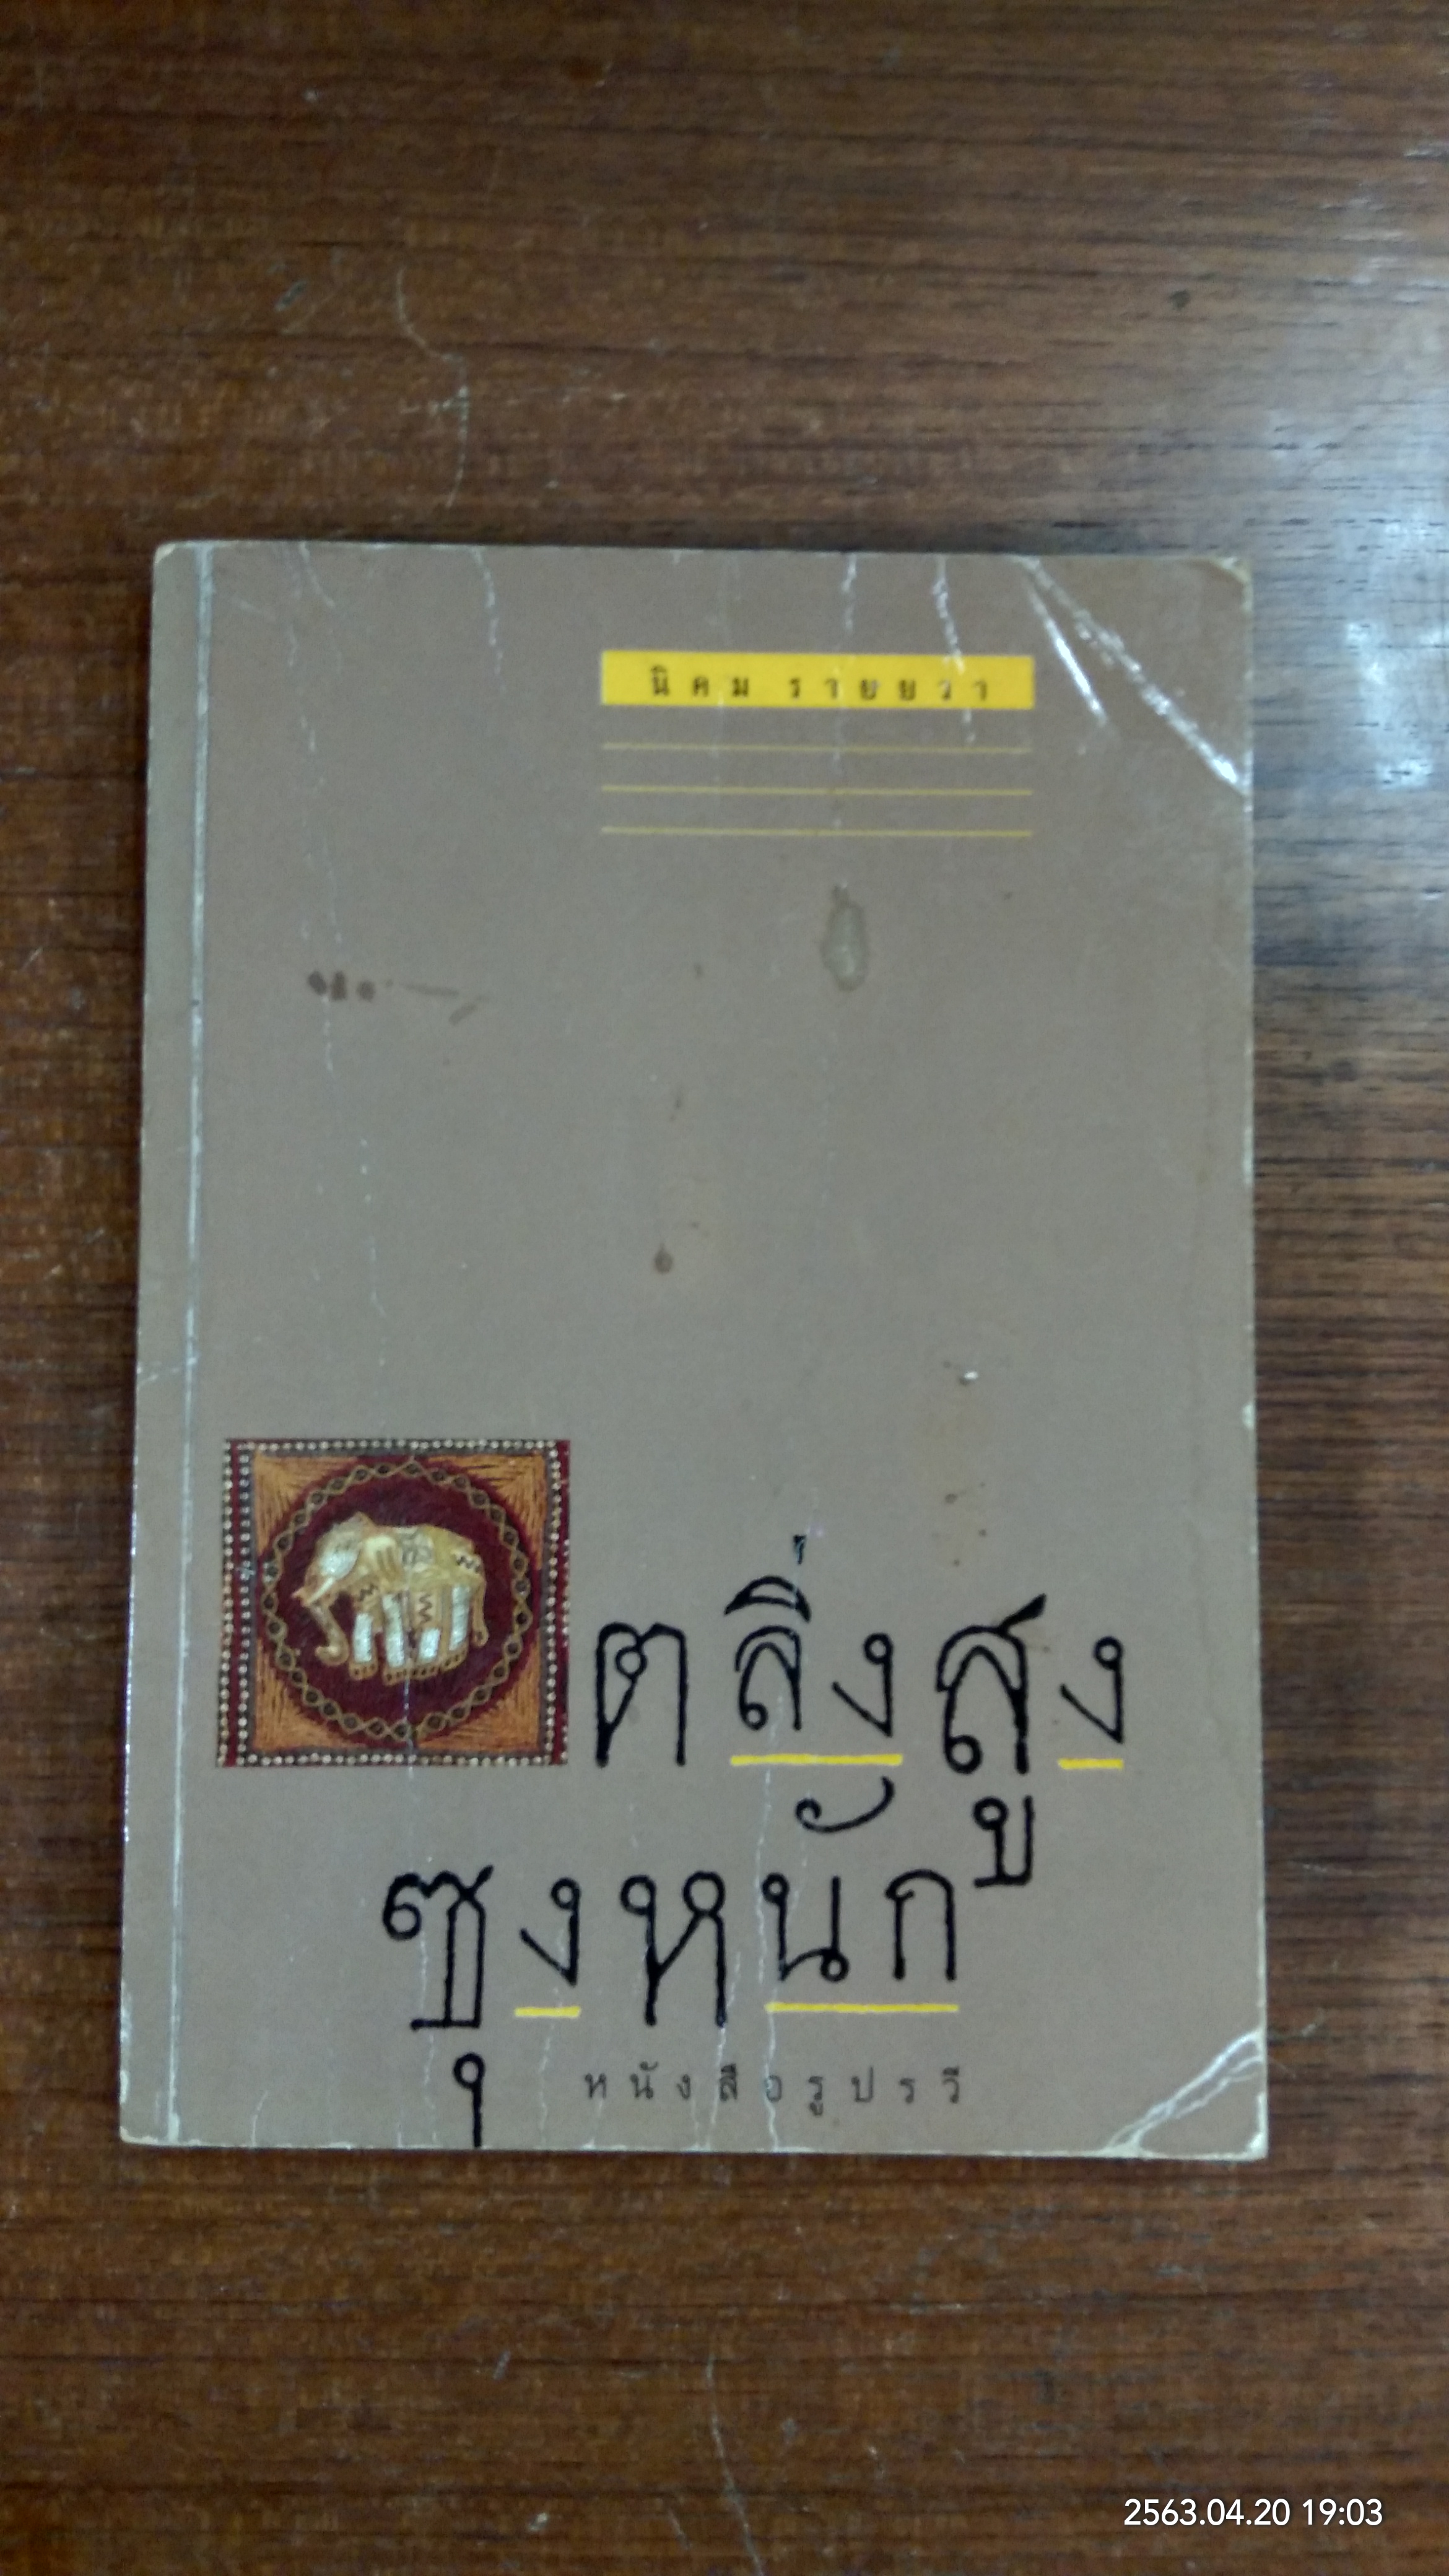 นิคม รายยวา
ตลิ่งสูง
ซุงหนัก
หนังสือรูปรวี
2563.04.20 19:03